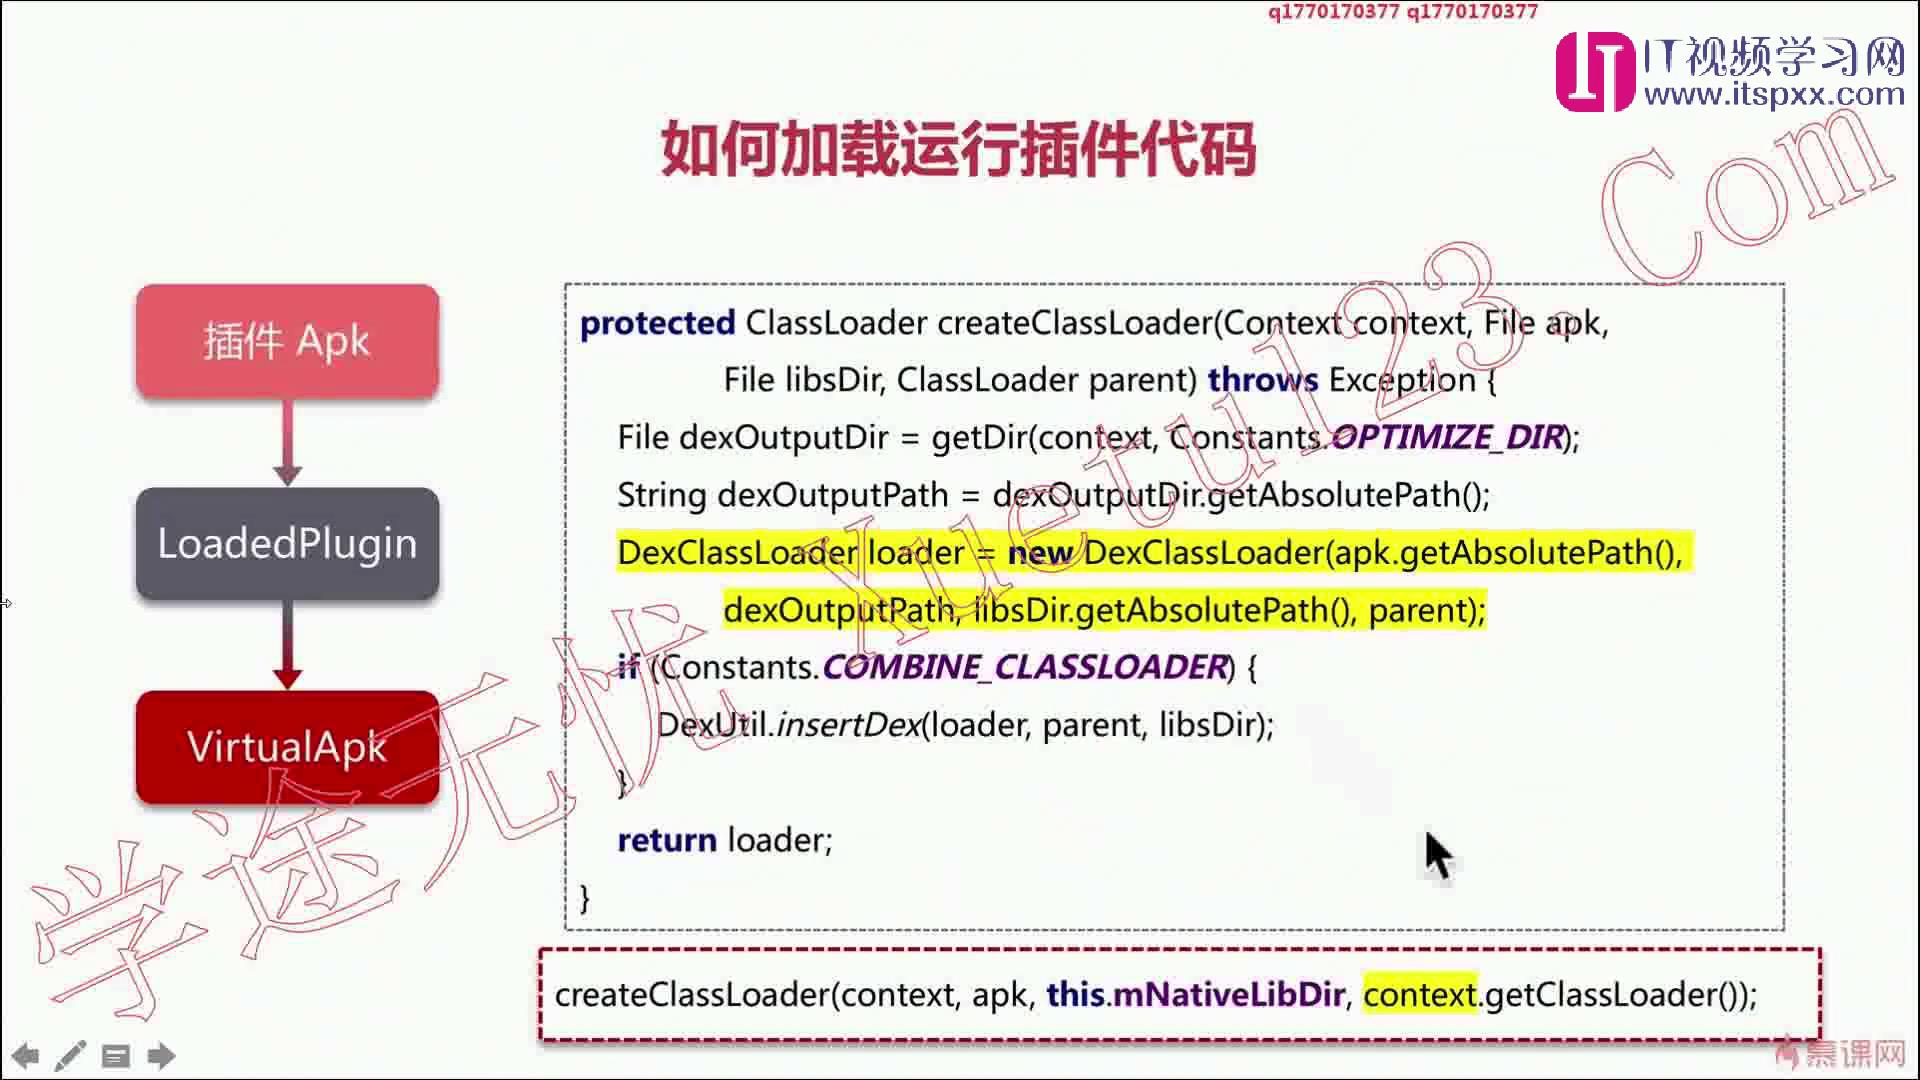 q1770170377 q1770170377
IT视频学习网
www.itspxx.com
如何加载运行插件代码
插件 Apk
LoadedPlugin
VirtualApk
protected ClassLoader createClassLoader(Context context, File apk,
File libsDir, ClassLoader parent) throws Exception {
File dexOutputDir = getDir(context, Constants.OPTIMIZE_DIR);
String dexOutputPath = dexOutputDir.getAbsolutePath();
DexClassLoader loader = new DexClassLoader(apk.getAbsolutePath(),
dexOutputPath, libsDir.getAbsolutePath(), parent);
if (Constants.COMBINE_CLASSLOADER) {
DexUtil.insertDex(loader, parent, libsDir);
}
return loader;
}
createClassLoader(context, apk, this.mNativeLibDir, context.getClassLoader());
学途无忧 Xuetu123.Com
慕课网